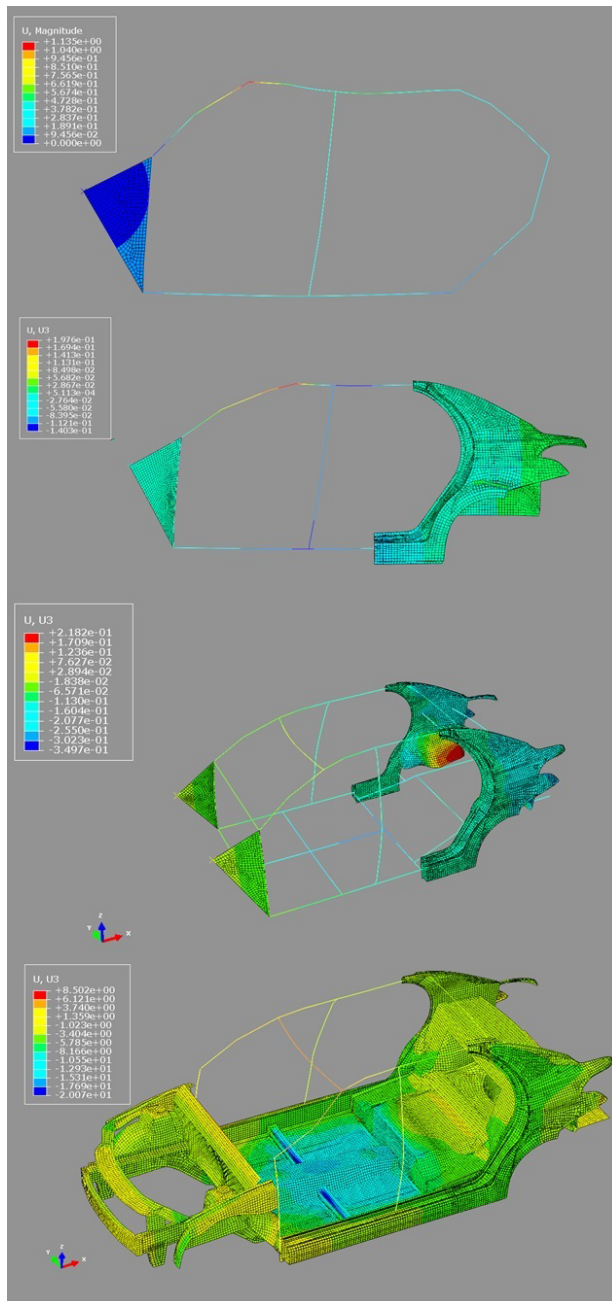 U, Magnitude
+1.135e+00
+1.040e+00
+9.456e-01
+8.510e-01
+7.565e-01
+6.619e-01
+5.674e-01
+4.728e-01
+3.782e-01
+2.837e-01
+1.891e-01
+9.456e-02
+0.000e+00
U, U3
+1.976e-01
+1.694e-01
+1.413e-01
+1.131e-01
+8.498e-02
+5.682e-02
+2.867e-02
+5.113e-04
-2.764e-02
-5.580e-02
-8.395e-02
-1.121e-01
-1.403e-01
U, U3
+2.182e-01
+1.709e-01
+1.236e-01
+7.627e-02
+2.894e-02
-1.838e-02
-6.571e-02
-1.130e-01
-1.604e-01
-2.077e-01
-2.550e-01
-3.023e-01
-3.497e-01
Z
Y
X
U, U3
+8.502e+00
+6.121e+00
+3.740e+00
+1.359e+00
-1.023e+00
-3.404e+00
-5.785e+00
-8.166e+00
-1.055e+01
-1.293e+01
-1.531e+01
-1.769e+01
-2.007e+01
Z
Y
X